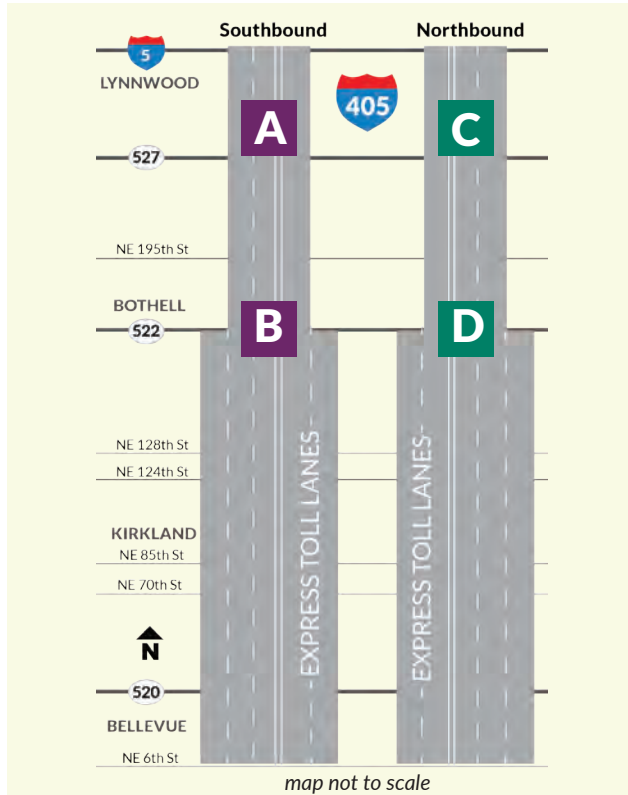 Southbound
Northbound
5
LYNNWOOD
405
A
C
527
NE 195th St
BOTHELL
522
B
D
NE 128th St
NE 124th St
KIRKLAND
NE 85th St
NE 70th St
EXPRESS TOLL LANES
EXPRESS TOLL LANES
N
520
BELLEVUE
NE 6th St
map not to scale